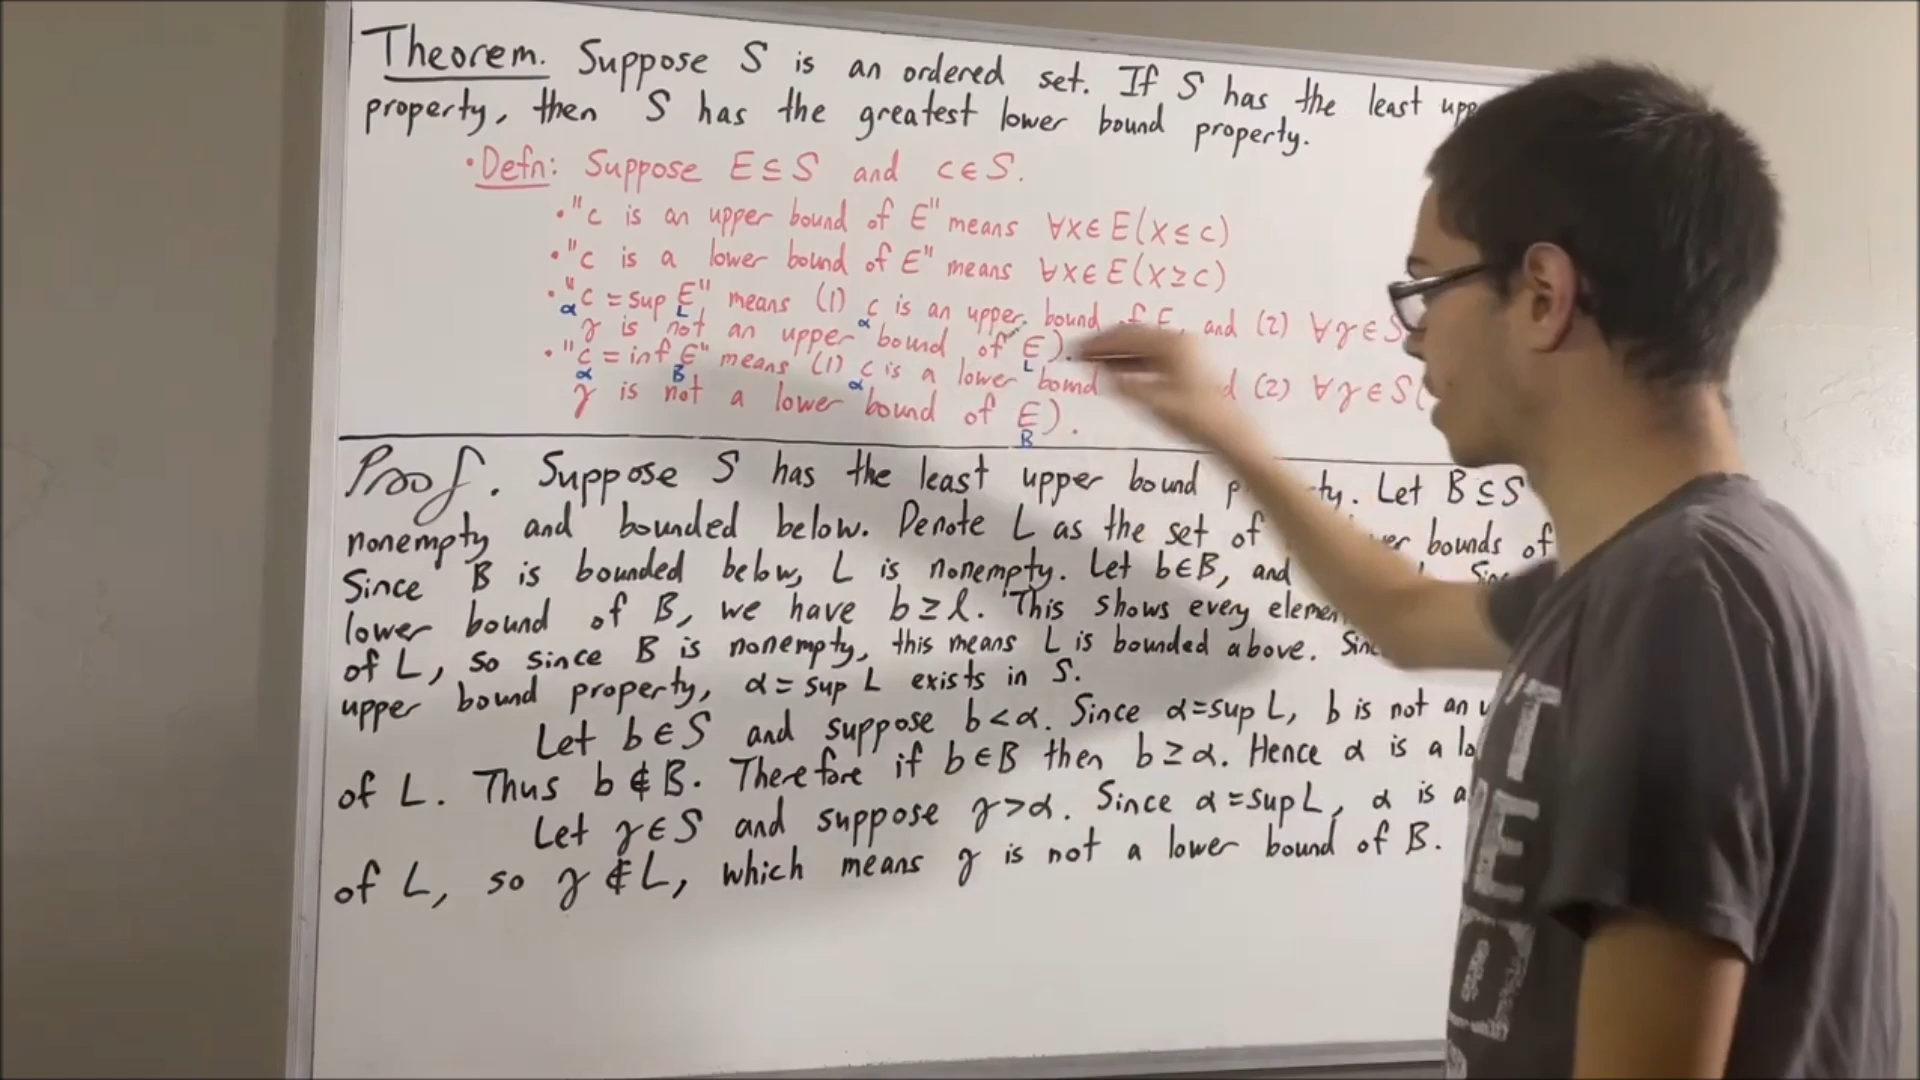 Theorem. Suppose S is an ordered set. If S has the least
property, then S has the greatest lower bound property.
• Defn: Suppose E ⊆ S and c ∈ S.
• "c is an upper bound of E" means ∀x ∈ E(x ≤ c)
• "c is a lower bound of E" means ∀x ∈ E(x ≥ c)
• "c = sup E" means (1) c is an upper bound of E, and (2) ∀γ ∈ S
α L α
γ is not an upper bound of E).
L
• "c = inf E" means (1) c is a lower bound and (2) ∀γ ∈ S(
α B α
γ is not a lower bound of E).
B
Proof. Suppose S has the least upper bound property. Let B ⊆ S
nonempty and bounded below. Denote L as the set of bounds of
Since B is bounded below, L is nonempty. Let b ∈ B, and
lower bound of B, we have b ≥ l. This shows every
of L, so since B is nonempty, this means L is bounded above.
upper bound property, α = sup L exists in S.
Let b ∈ S and suppose b < α. Since α = sup L, b is not an
of L. Thus b ∉ B. Therefore if b ∈ B then b ≥ α. Hence α is a
Let γ ∈ S and suppose γ > α. Since α = sup L, α is a
of L, so γ ∉ L, which means γ is not a lower bound of B.